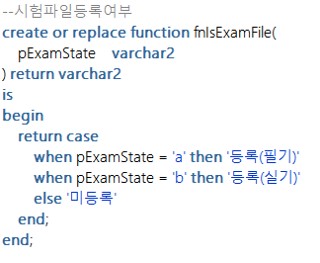 --시험파일등록여부
create or replace function fnIsExamFile(
pExamState varchar2
) return varchar2
is
begin
return case
when pExamState = 'a' then '등록(필기)'
when pExamState = 'b' then '등록(실기)'
else '미등록'
end;
end;